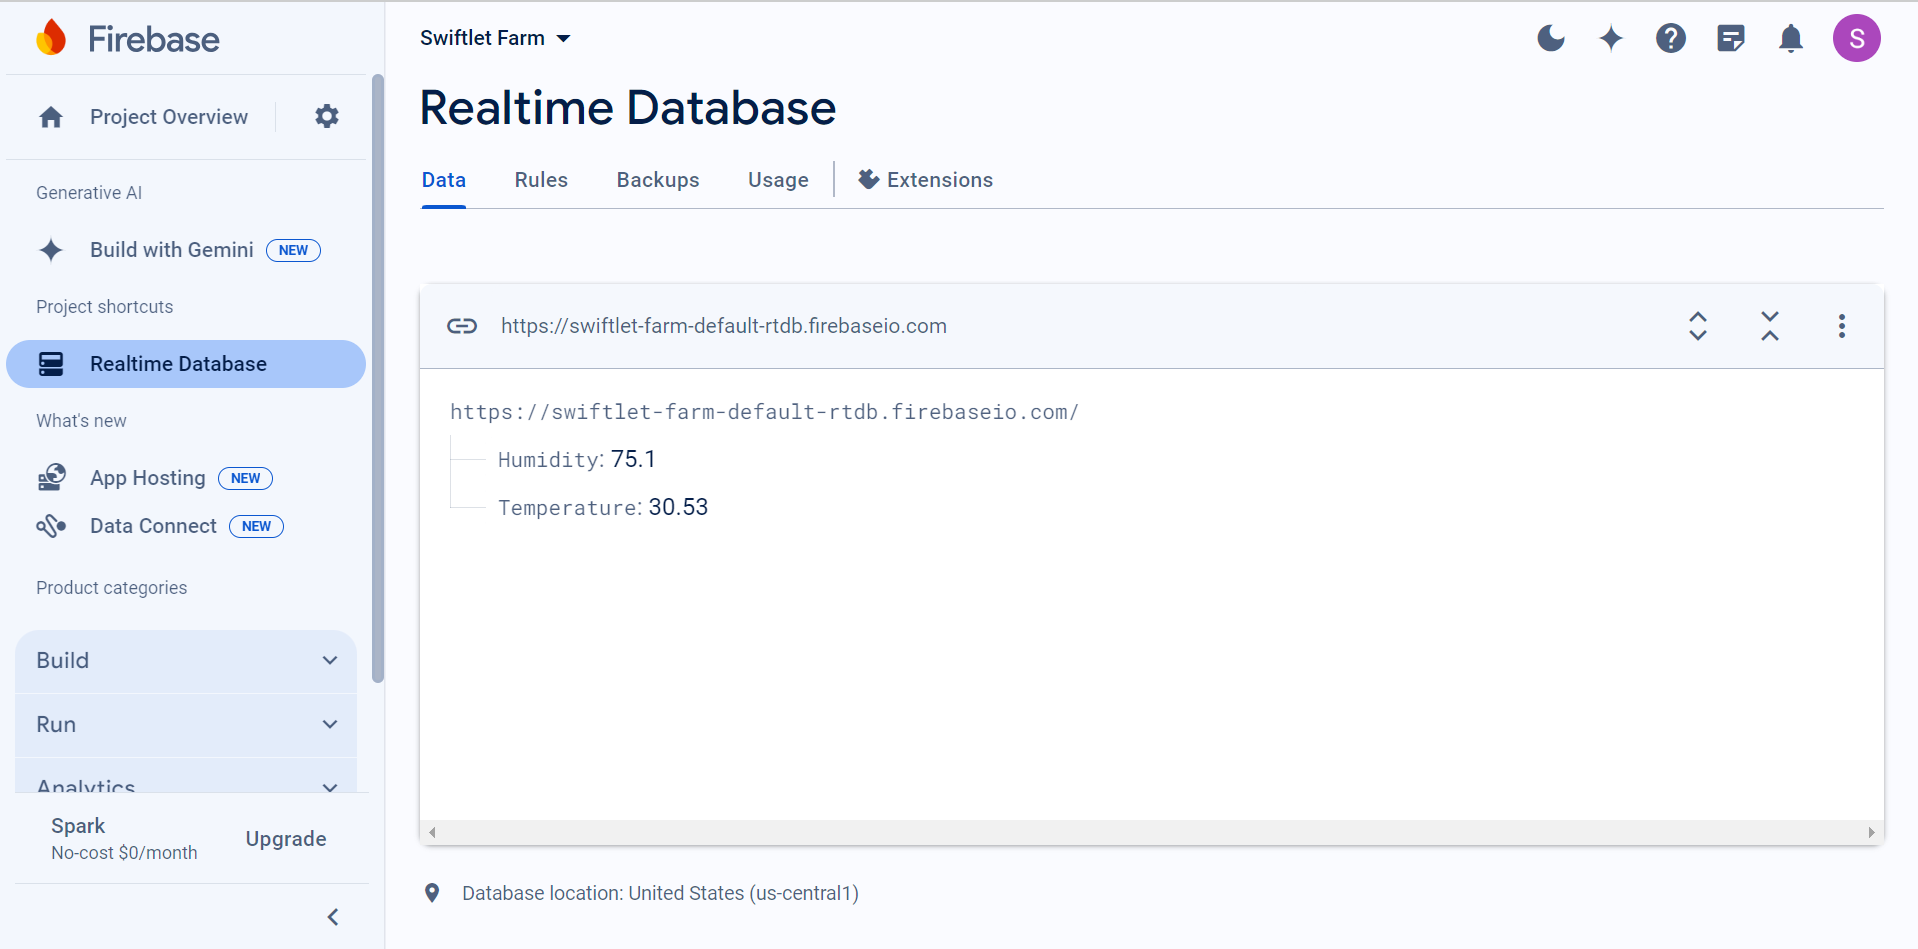 Firebase
Project Overview
Generative AI
Build with Gemini NEW
Project shortcuts
Realtime Database
What's new
App Hosting NEW
Data Connect NEW
Product categories
Build
Run
Analytics
Spark
No-cost $0/month
Upgrade
Swiftlet Farm
S
Realtime Database
Data Rules Backups Usage Extensions
https://swiftlet-farm-default-rtdb.firebaseio.com
https://swiftlet-farm-default-rtdb.firebaseio.com/
Humidity: 75.1
Temperature: 30.53
Database location: United States (us-central1)